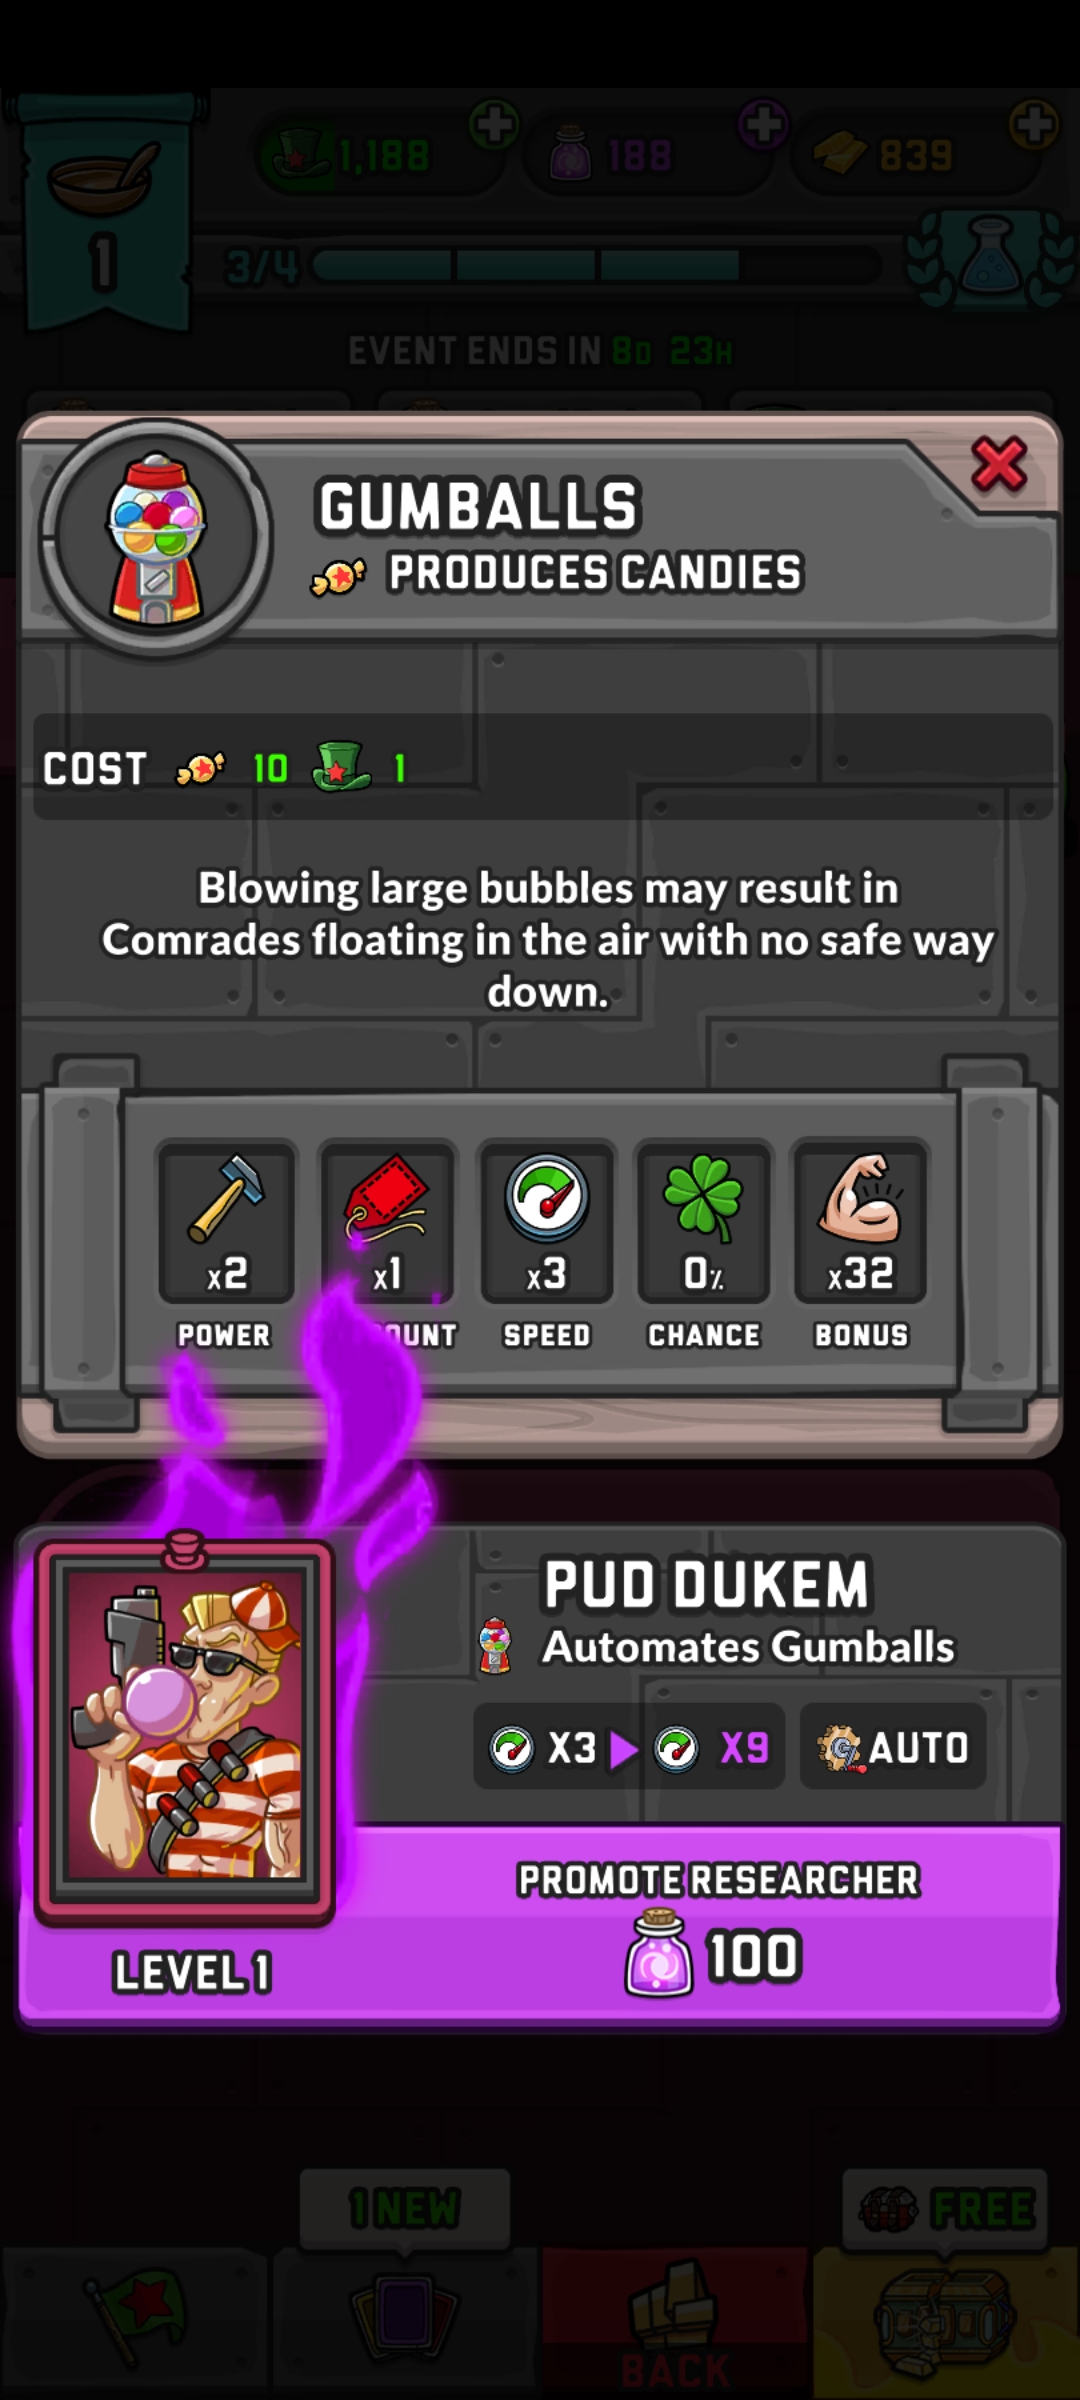 1,188
188
839
1
3/4
EVENT ENDS IN 8D 23H
GUMBALLS
PRODUCES CANDIES
COST 10 1
Blowing large bubbles may result in
Comrades floating in the air with no safe way
down.
x2
x1
x3
0%
x32
POWER
SPEED
CHANCE
BONUS
PUD DUKEM
Automates Gumballs
X3
X9
AUTO
PROMOTE RESEARCHER
100
LEVEL 1
1 NEW
FREE
BACK